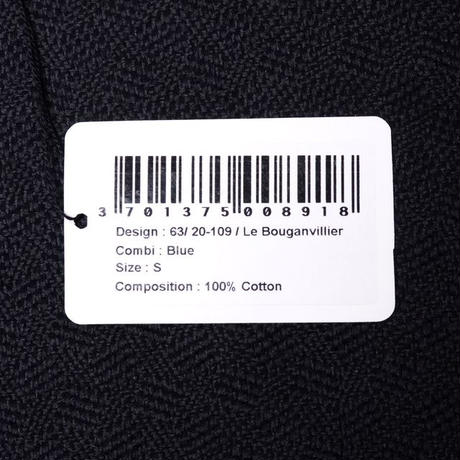 3 701375 008918
Design : 63/ 20-109 / Le Bouganvillier
Combi : Blue
Size : S
Composition : 100% Cotton